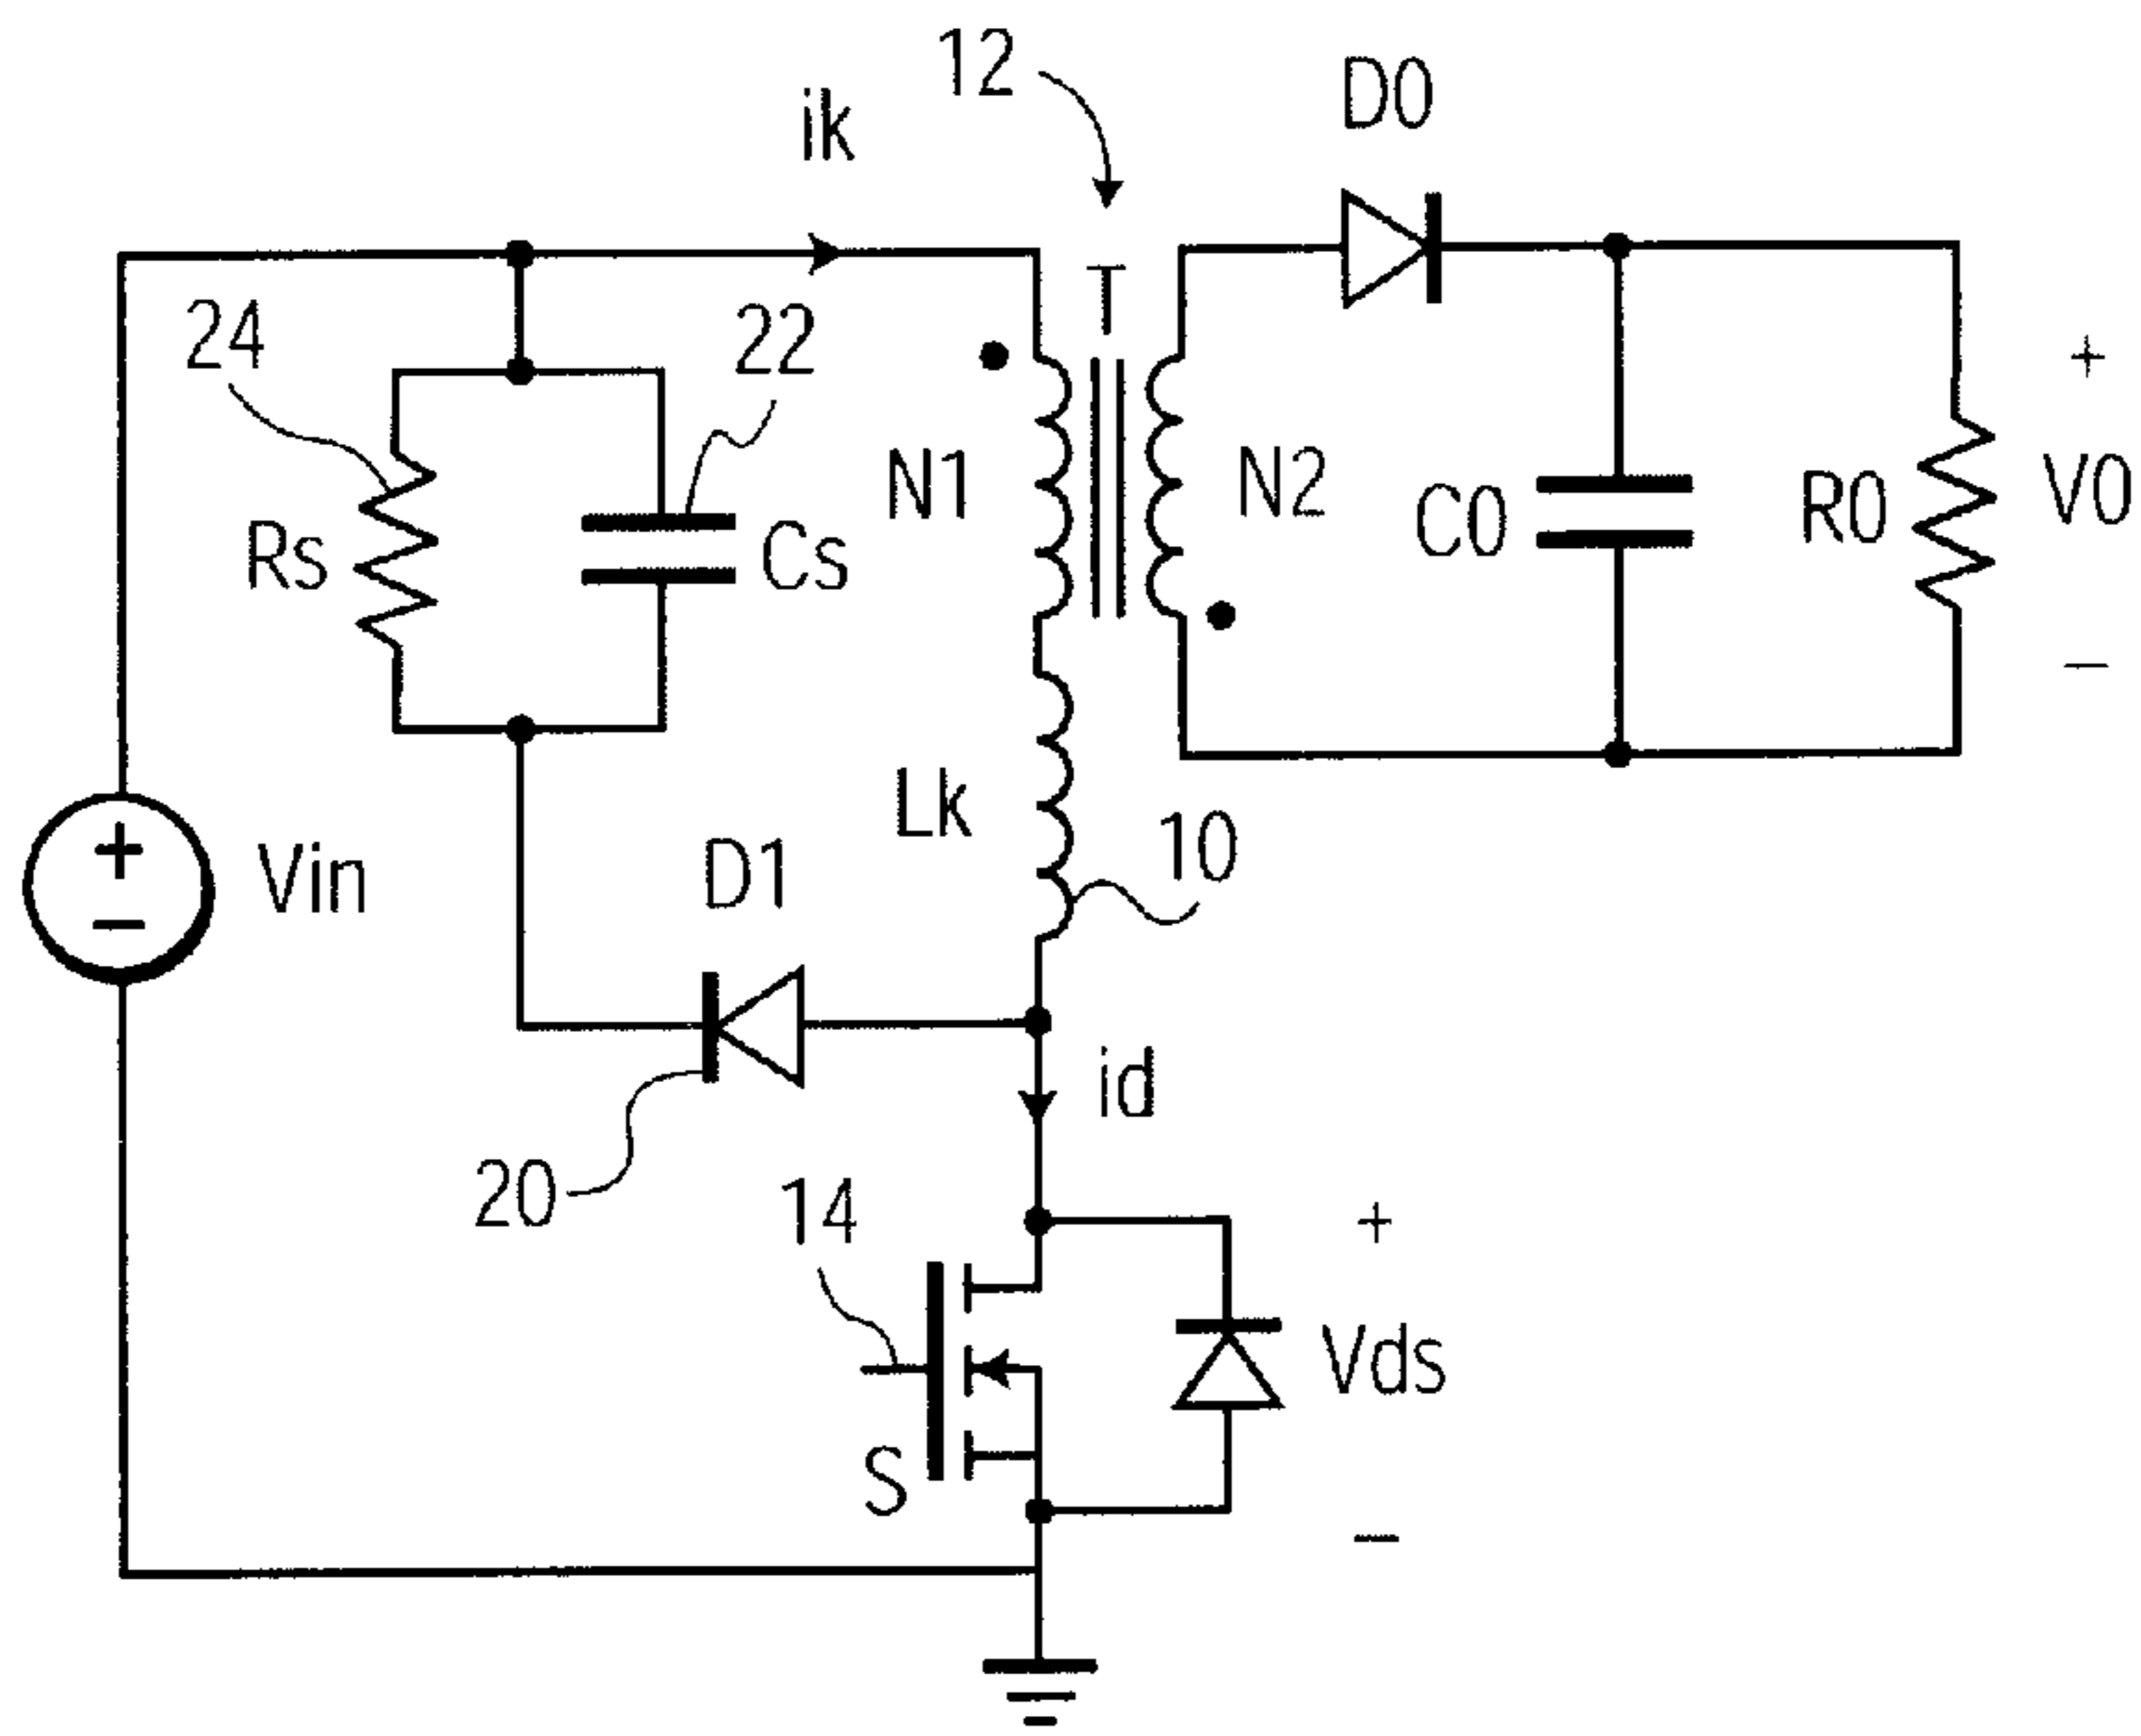 12
D0
ik
T
24
22
+
N1
N2
C0
R0
V0
Rs
Cs
−
Lk
10
D1
+
−
Vin
id
20
14
+
Vds
S
−